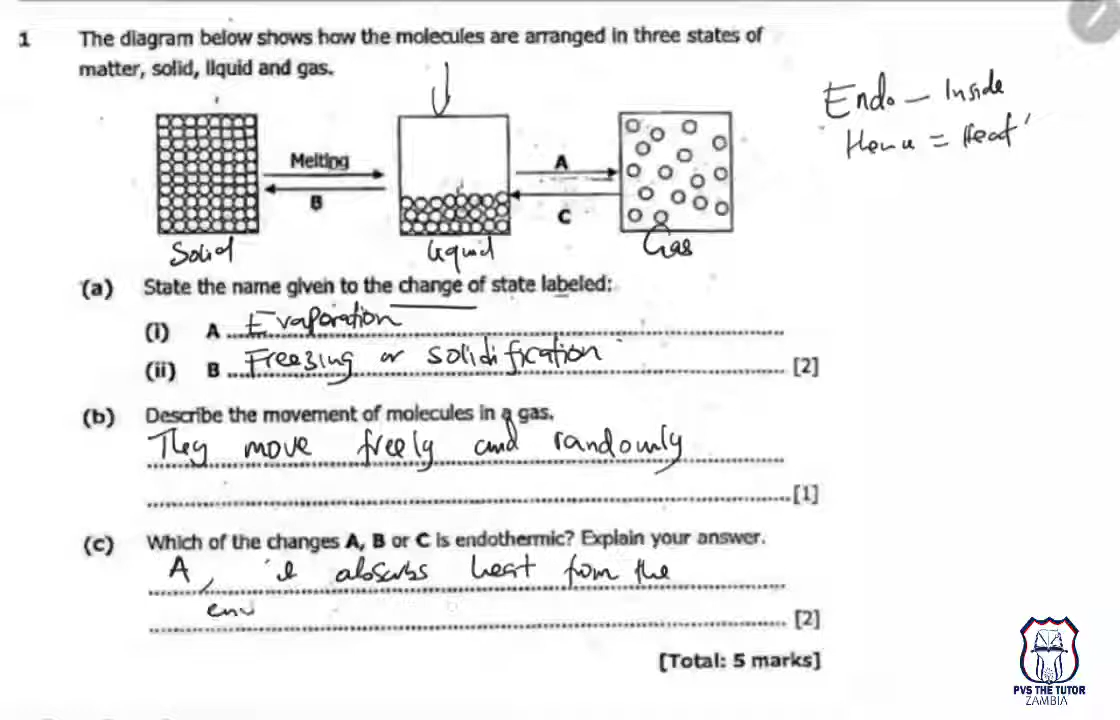 1 The diagram below shows how the molecules are arranged in three states of
matter, solid, liquid and gas.
Endo – Inside
= Heat
Melting
B
A
C
Solid
liquid
Gas
(a) State the name given to the change of state labeled:
(i) A Evaporation
(ii) B Freezing or solidification [2]
(b) Describe the movement of molecules in a gas.
They move freely and randomly
[1]
(c) Which of the changes A, B or C is endothermic? Explain your answer.
A, absorbs heat from the
env
[2]
[Total: 5 marks]
PVS THE TUTOR
ZAMBIA